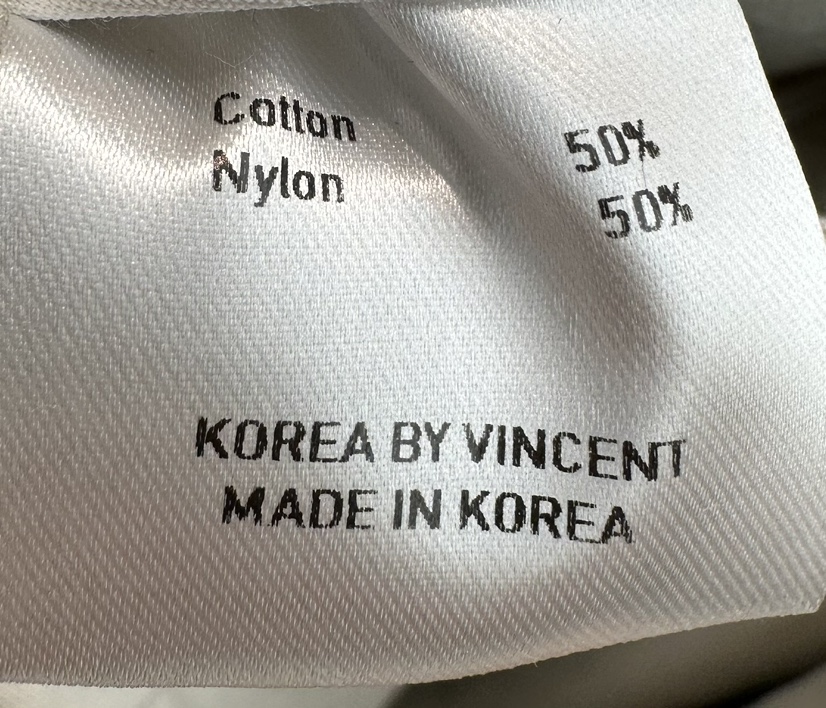 Cotton 50%
Nylon 50%
KOREA BY VINCENT
MADE IN KOREA